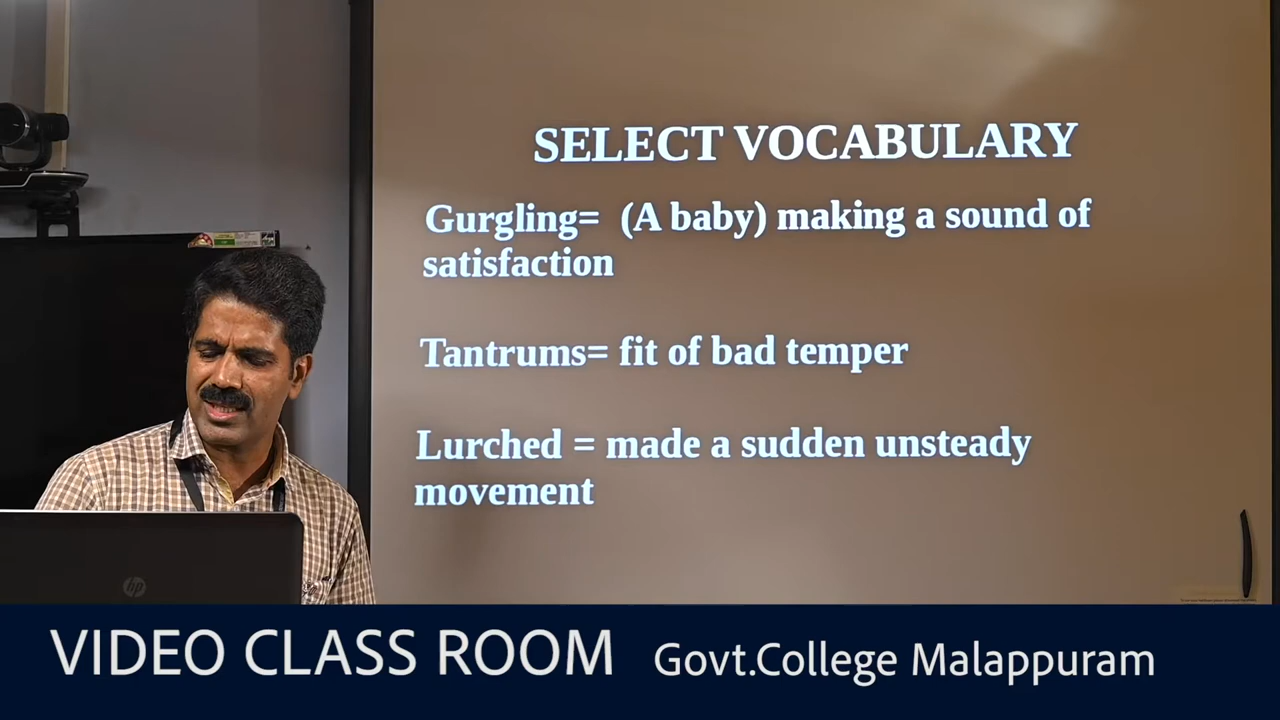 SELECT VOCABULARY
Gurgling= (A baby) making a sound of
satisfaction
Tantrums= fit of bad temper
Lurched = made a sudden unsteady
movement
hp
VIDEO CLASS ROOM Govt.College Malappuram